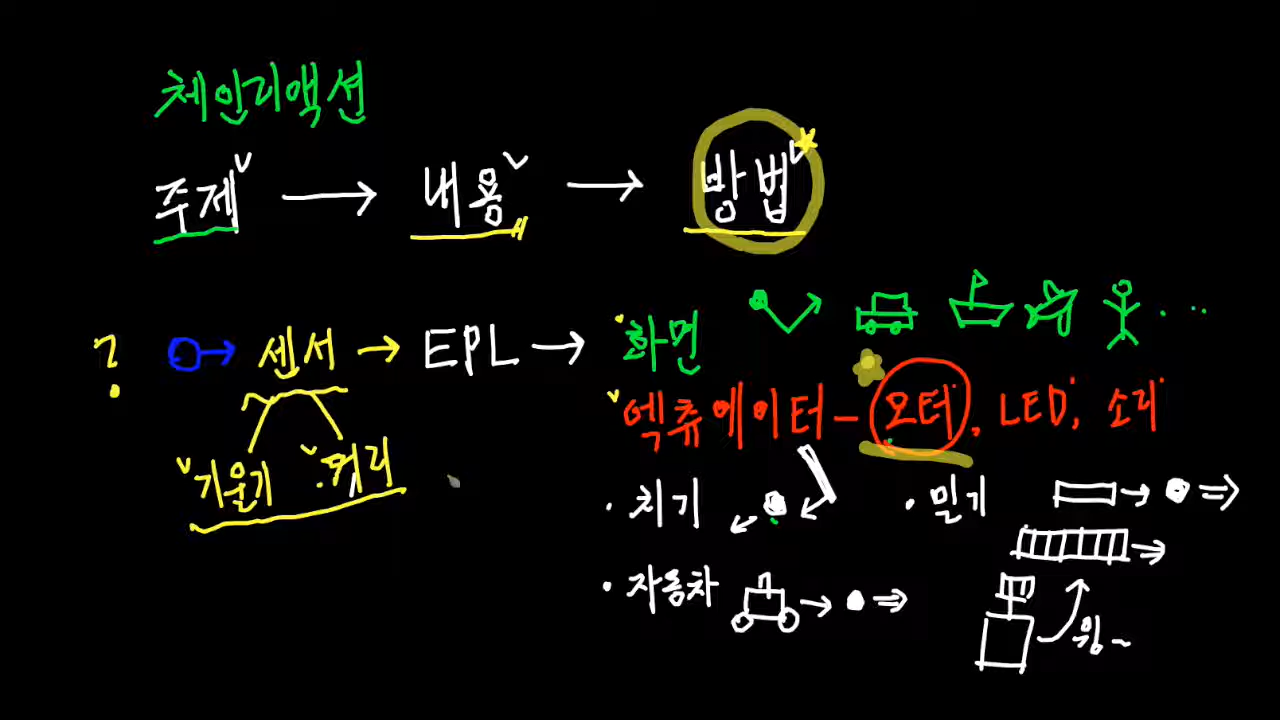 체인리액션
주제 → 내용 → 방법
? → 센서 → EPL → 화면 ...
엑츄에이터 - 모터, LED, 소리
기울기 · 거리
· 치기 · 밀기
· 자동차
윙~